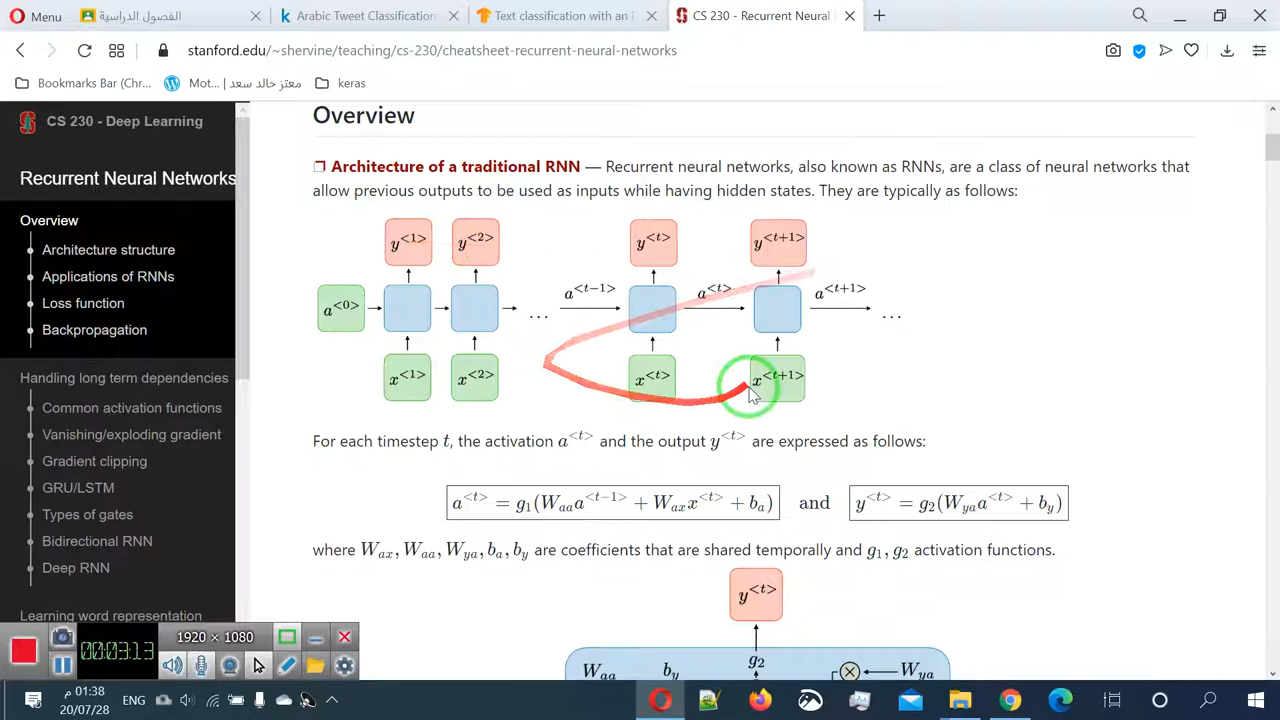 Menu
الفصول الدراسية
Arabic Tweet Classification
Text classification with an
CS 230 - Recurrent Neural
stanford.edu/~shervine/teaching/cs-230/cheatsheet-recurrent-neural-networks
Bookmarks Bar (Chr...
Mot... | معتز خالد سعد
keras
CS 230 - Deep Learning
Recurrent Neural Networks
Overview
Architecture structure
Applications of RNNs
Loss function
Backpropagation
Handling long term dependencies
Common activation functions
Vanishing/exploding gradient
Gradient clipping
GRU/LSTM
Types of gates
Bidirectional RNN
Deep RNN
Learning word representation
Overview
❐ Architecture of a traditional RNN — Recurrent neural networks, also known as RNNs, are a class of neural networks that
allow previous outputs to be used as inputs while having hidden states. They are typically as follows:
y<1> y<2> y<t> y<t+1>
a<0> ... a<t−1> a<t> a<t+1> ...
x<1> x<2> x<t> x<t+1>
For each timestep t, the activation a<t> and the output y<t> are expressed as follows:
a<t> = g1(Waa a<t−1> + Wax x<t> + ba) and y<t> = g2(Wya a<t> + by)
where Wax, Waa, Wya, ba, by are coefficients that are shared temporally and g1, g2 activation functions.
y<t>
g2
Waa by Wya
1920 × 1080
00:03:13
ENG
01:38 م
20/07/28